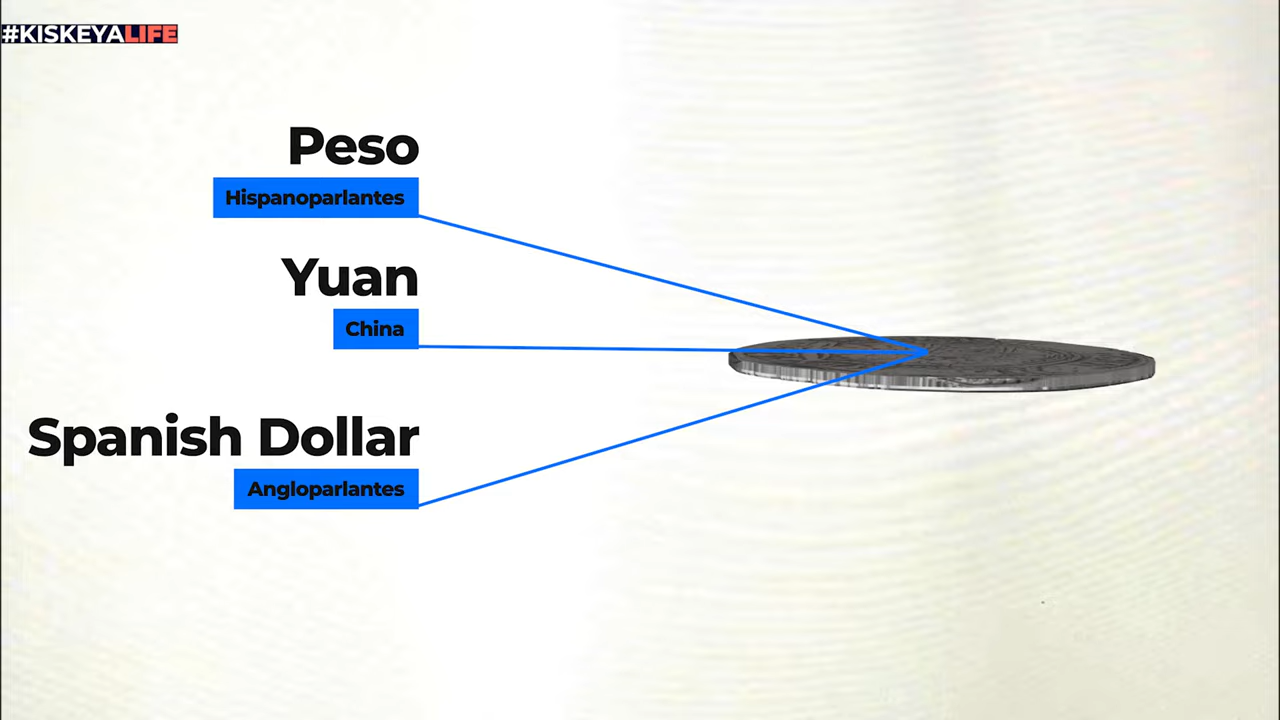 #KISKEYALIFE
Peso
Hispanoparlantes
Yuan
China
Spanish Dollar
Angloparlantes